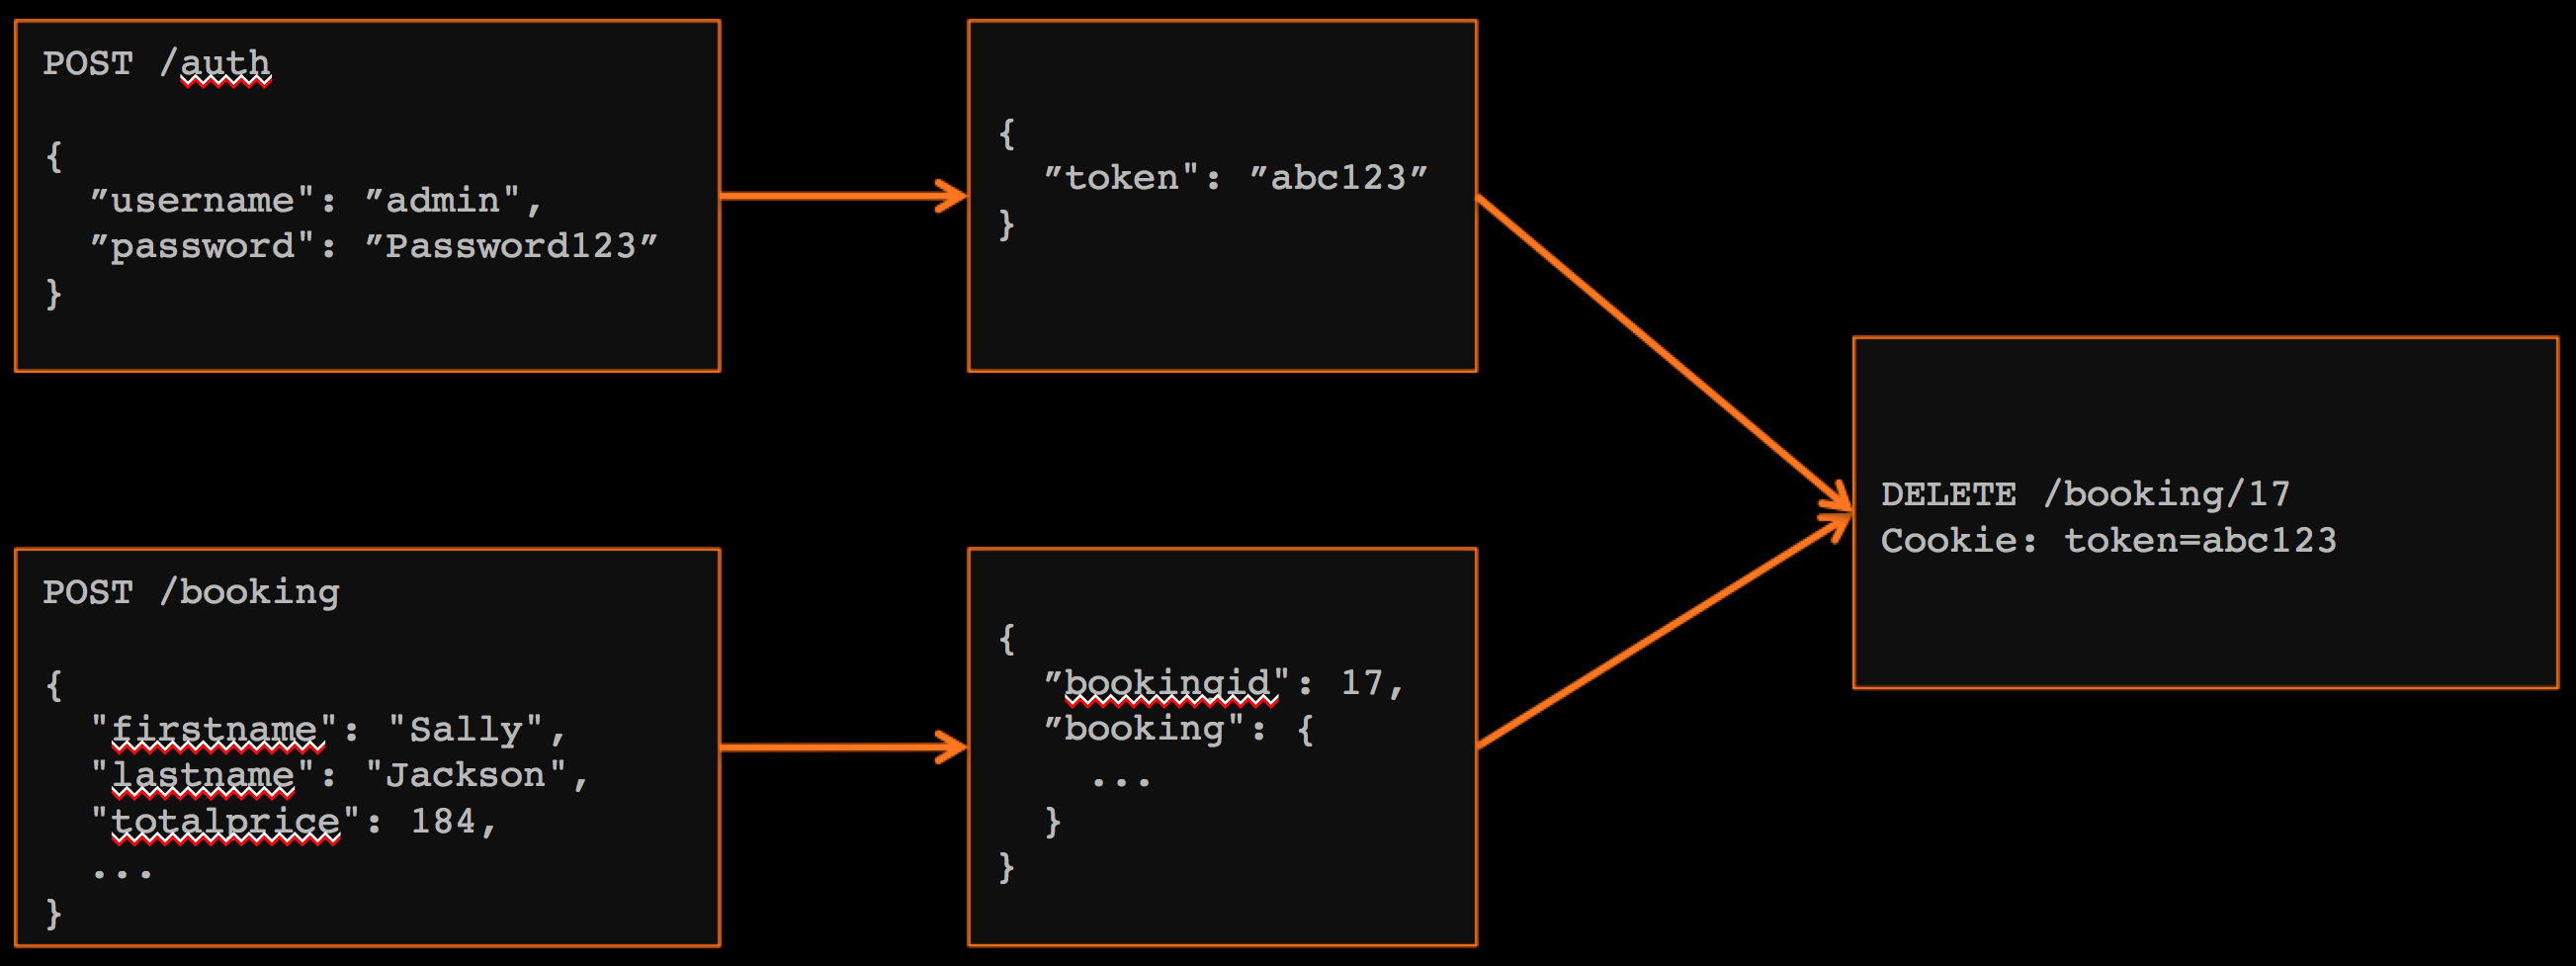 POST /auth
{
”username": ”admin",
”password": ”Password123”
}
{
”token": ”abc123”
}
POST /booking
{
"firstname": "Sally",
"lastname": "Jackson",
"totalprice": 184,
...
}
{
”bookingid": 17,
”booking": {
...
}
}
DELETE /booking/17
Cookie: token=abc123